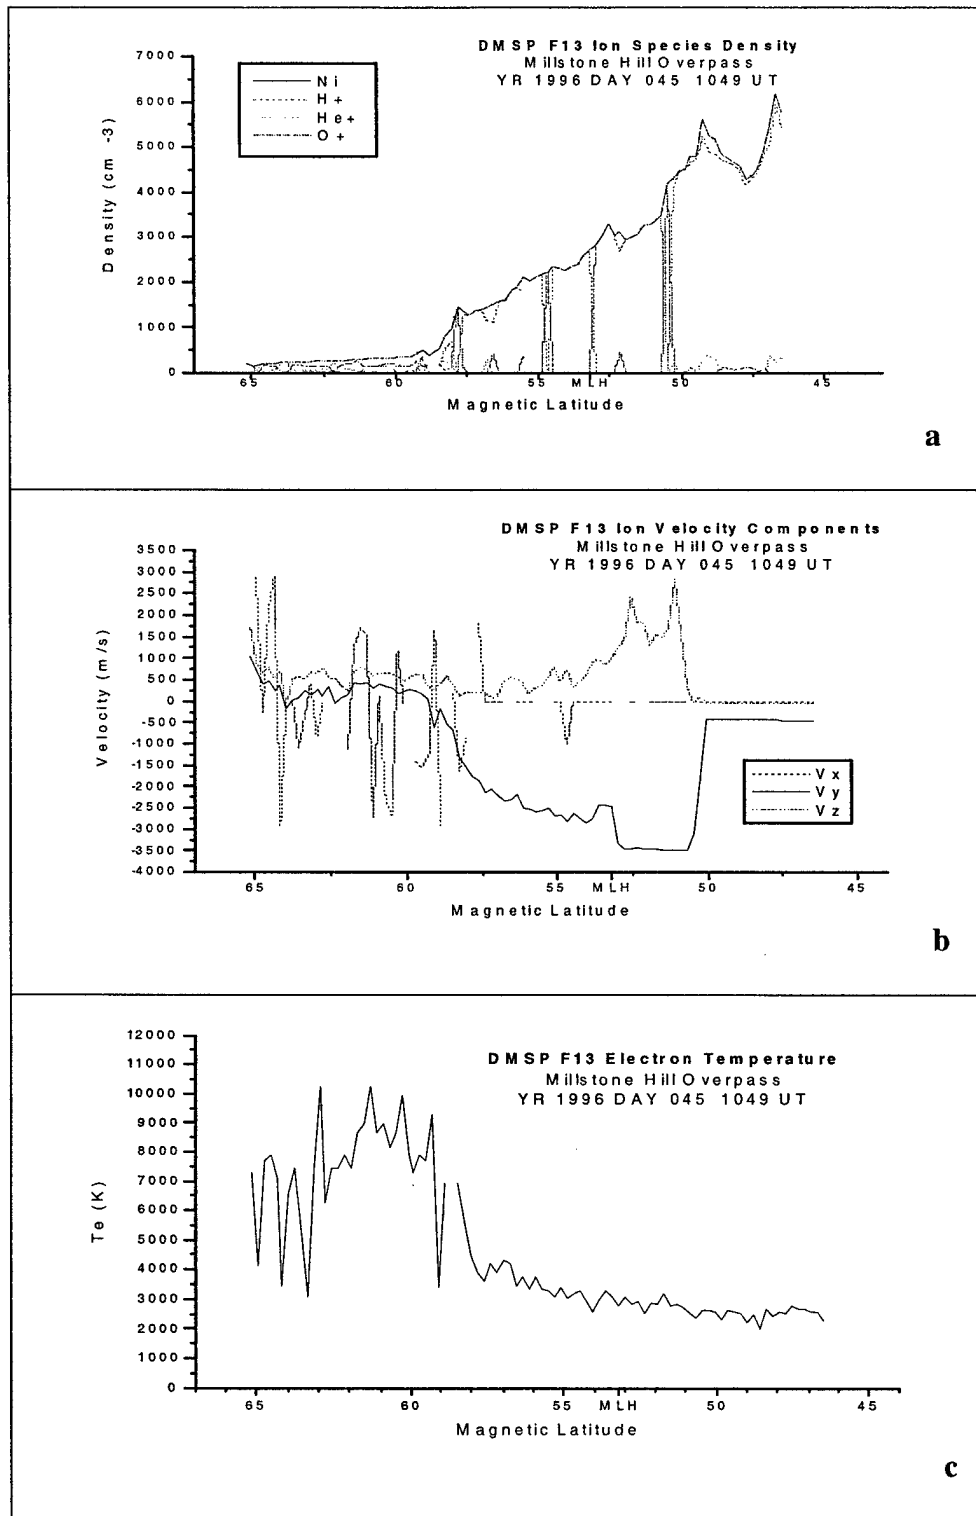 DMSP F13 Ion Species Density
Millstone Hill Overpass
YR 1996 DAY 045 1049 UT
Ni
H+
He+
O+
7000
6000
5000
4000
3000
2000
1000
0
Density (cm -3)
65 60 55 MLH 50 45
Magnetic Latitude
a
DMSP F13 Ion Velocity Components
Millstone Hill Overpass
YR 1996 DAY 045 1049 UT
3500
3000
2500
2000
1500
1000
500
0
-500
-1000
-1500
-2000
-2500
-3000
-3500
-4000
Velocity (m/s)
Vx
Vy
Vz
65 60 55 MLH 50 45
Magnetic Latitude
b
DMSP F13 Electron Temperature
Millstone Hill Overpass
YR 1996 DAY 045 1049 UT
12000
11000
10000
9000
8000
7000
6000
5000
4000
3000
2000
1000
0
Te (K)
65 60 55 MLH 50 45
Magnetic Latitude
c